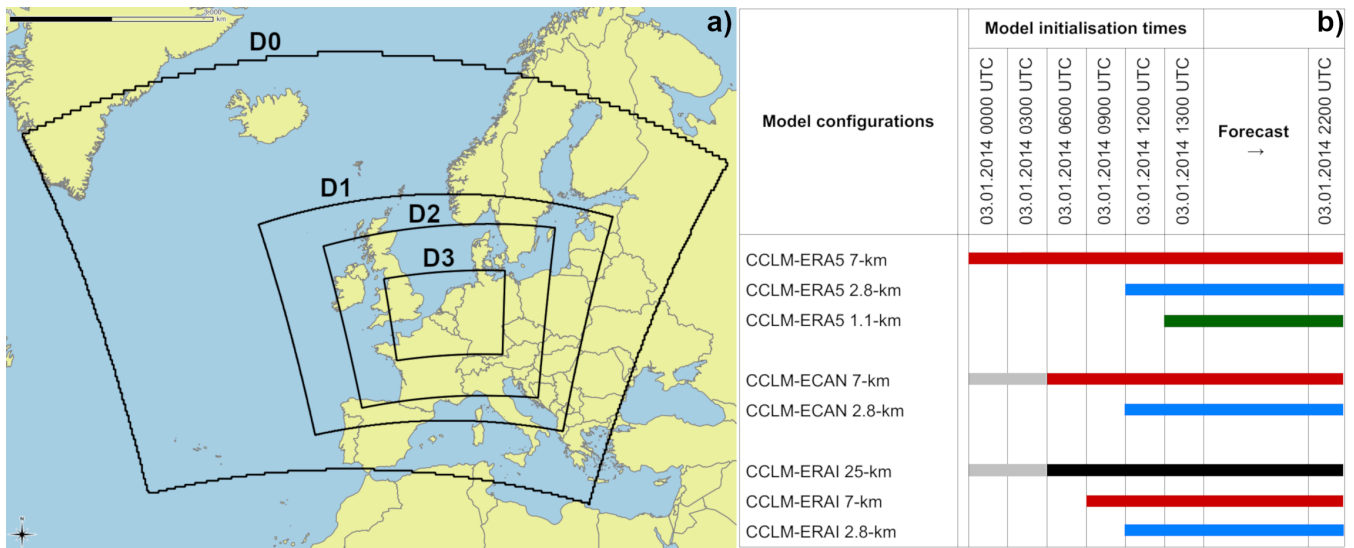 a)
km
D0
D1
D2
D3
N
b)
Model configurations
Model initialisation times
03.01.2014 0000 UTC
03.01.2014 0300 UTC
03.01.2014 0600 UTC
03.01.2014 0900 UTC
03.01.2014 1200 UTC
03.01.2014 1300 UTC
Forecast
→
03.01.2014 2200 UTC
CCLM-ERA5 7-km
CCLM-ERA5 2.8-km
CCLM-ERA5 1.1-km
CCLM-ECAN 7-km
CCLM-ECAN 2.8-km
CCLM-ERAI 25-km
CCLM-ERAI 7-km
CCLM-ERAI 2.8-km